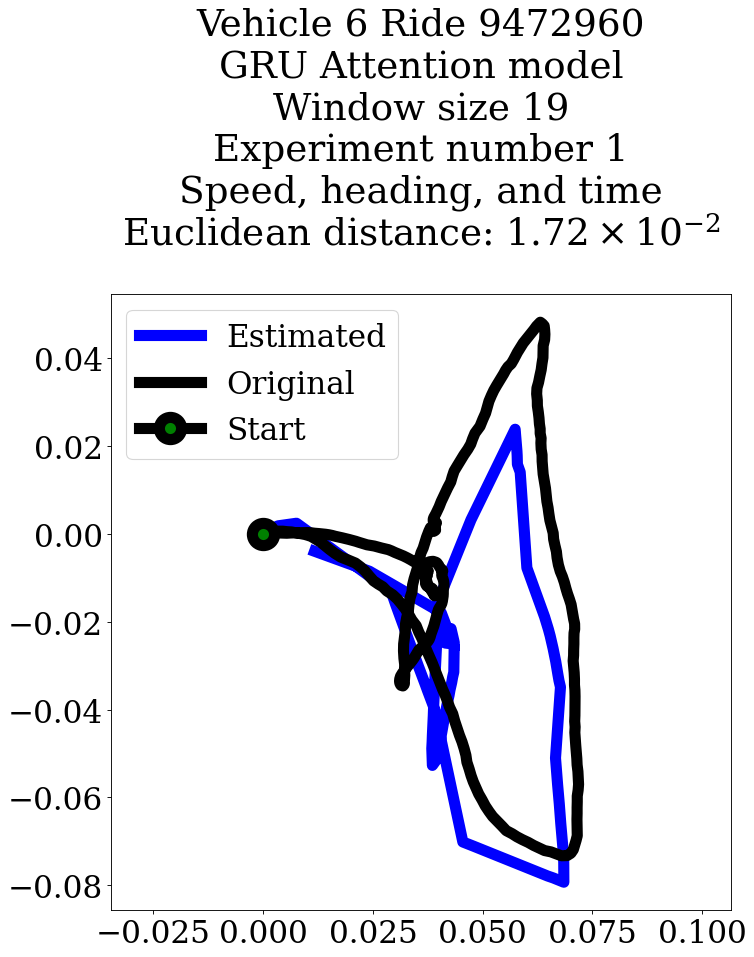 Vehicle 6 Ride 9472960
GRU Attention model
Window size 19
Experiment number 1
Speed, heading, and time
Euclidean distance: 1.72 × 10⁻²
Estimated
Original
Start
0.04
0.02
0.00
−0.02
−0.04
−0.06
−0.08
−0.025 0.000 0.025 0.050 0.075 0.100